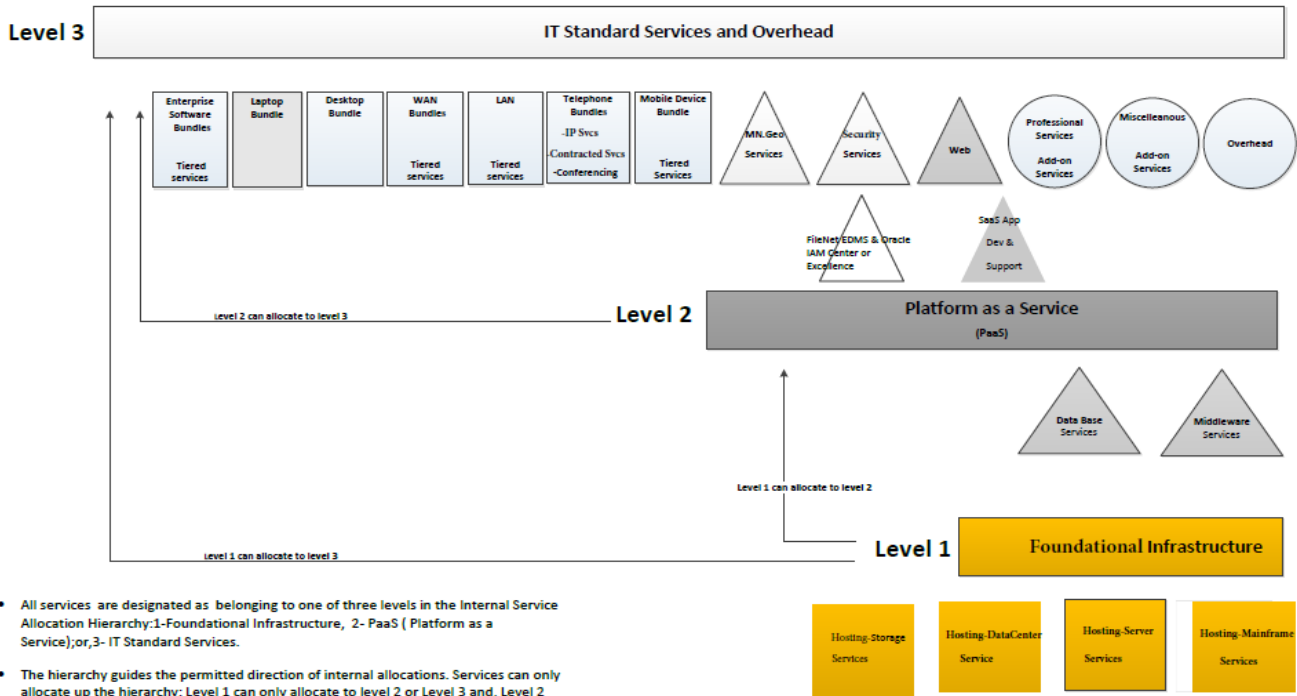 Level 3
IT Standard Services and Overhead
Enterprise
Software
Bundles
Tiered
services
Laptop
Bundle
Desktop
Bundle
WAN
Bundles
Tiered
services
LAN
Tiered
services
Telephone
Bundles
-IP Svcs
-Contracted Svcs
-Conferencing
Mobile Device
Bundle
Tiered
Services
MN.Geo
Services
Security
Services
Web
Professional
Services
Add-on
Services
Miscelleanous
Add-on
Services
Overhead
FileNet EDMS & Oracle
IAM Center or
Excellence
SaaS App
Dev &
Support
Level 2
Platform as a Service
(PaaS)
Level 2 can allocate to level 3
Data Base
Services
Middleware
Services
Level 1 can allocate to level 2
Level 1
Foundational Infrastructure
Level 1 can allocate to level 3
• All services are designated as belonging to one of three levels in the Internal Service
Allocation Hierarchy:1-Foundational Infrastructure, 2- PaaS ( Platform as a
Service);or,3- IT Standard Services.
• The hierarchy guides the permitted direction of internal allocations. Services can only
allocate up the hierarchy: Level 1 can only allocate to level 2 or Level 3 and, Level 2
Hosting-Storage
Services
Hosting-DataCenter
Service
Hosting-Server
Services
Hosting-Mainframe
Services